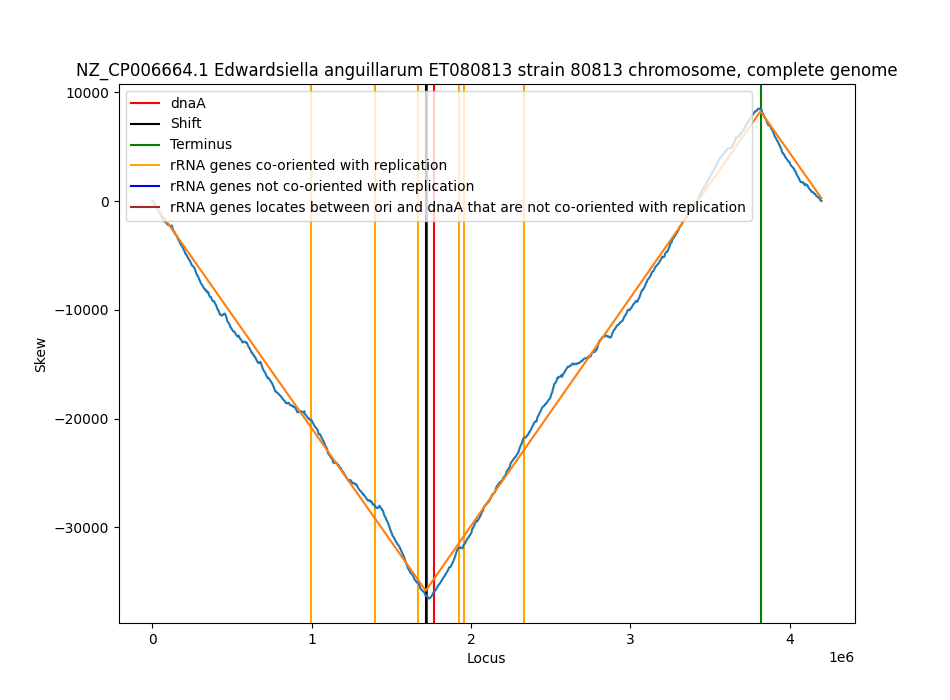 NZ_CP006664.1 Edwardsiella anguillarum ET080813 strain 80813 chromosome, complete genome
10000
0
−10000
−20000
−30000
Skew
dnaA
Shift
Terminus
rRNA genes co-oriented with replication
rRNA genes not co-oriented with replication
rRNA genes locates between ori and dnaA that are not co-oriented with replication
0 1 2 3 4
1e6
Locus